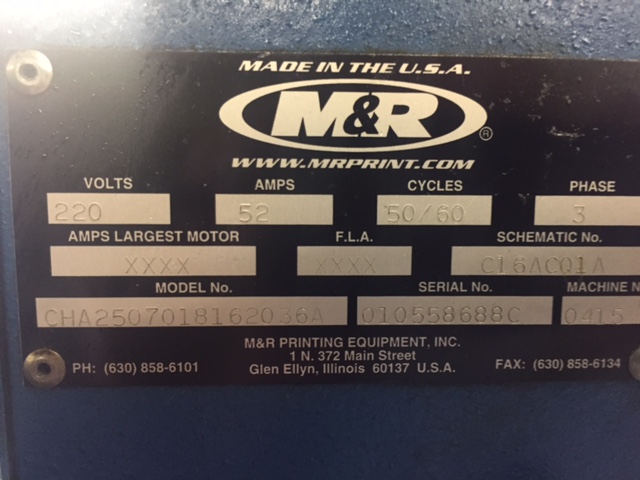 MADE IN THE U.S.A.
M&R ®
WWW.MRPRINT.COM
VOLTS AMPS CYCLES PHASE
220 52 50/60 3
AMPS LARGEST MOTOR F.L.A. SCHEMATIC No.
XXXX XXXX C16AC01A
MODEL No. SERIAL No. MACHINE N
CHA2507018162036A 010558688C 0415
M&R PRINTING EQUIPMENT, INC.
1 N. 372 Main Street
PH: (630) 858-6101 Glen Ellyn, Illinois 60137 U.S.A. FAX: (630) 858-6134